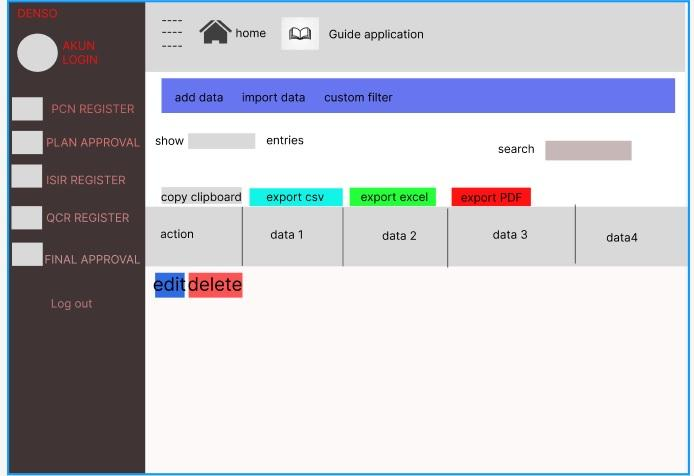 DENSO
AKUN
LOGIN
PCN REGISTER
PLAN APPROVAL
ISIR REGISTER
QCR REGISTER
FINAL APPROVAL
Log out
home
Guide application
add data import data custom filter
show entries
search
copy clipboard export csv export excel export PDF
action data 1 data 2 data 3 data4
edit delete